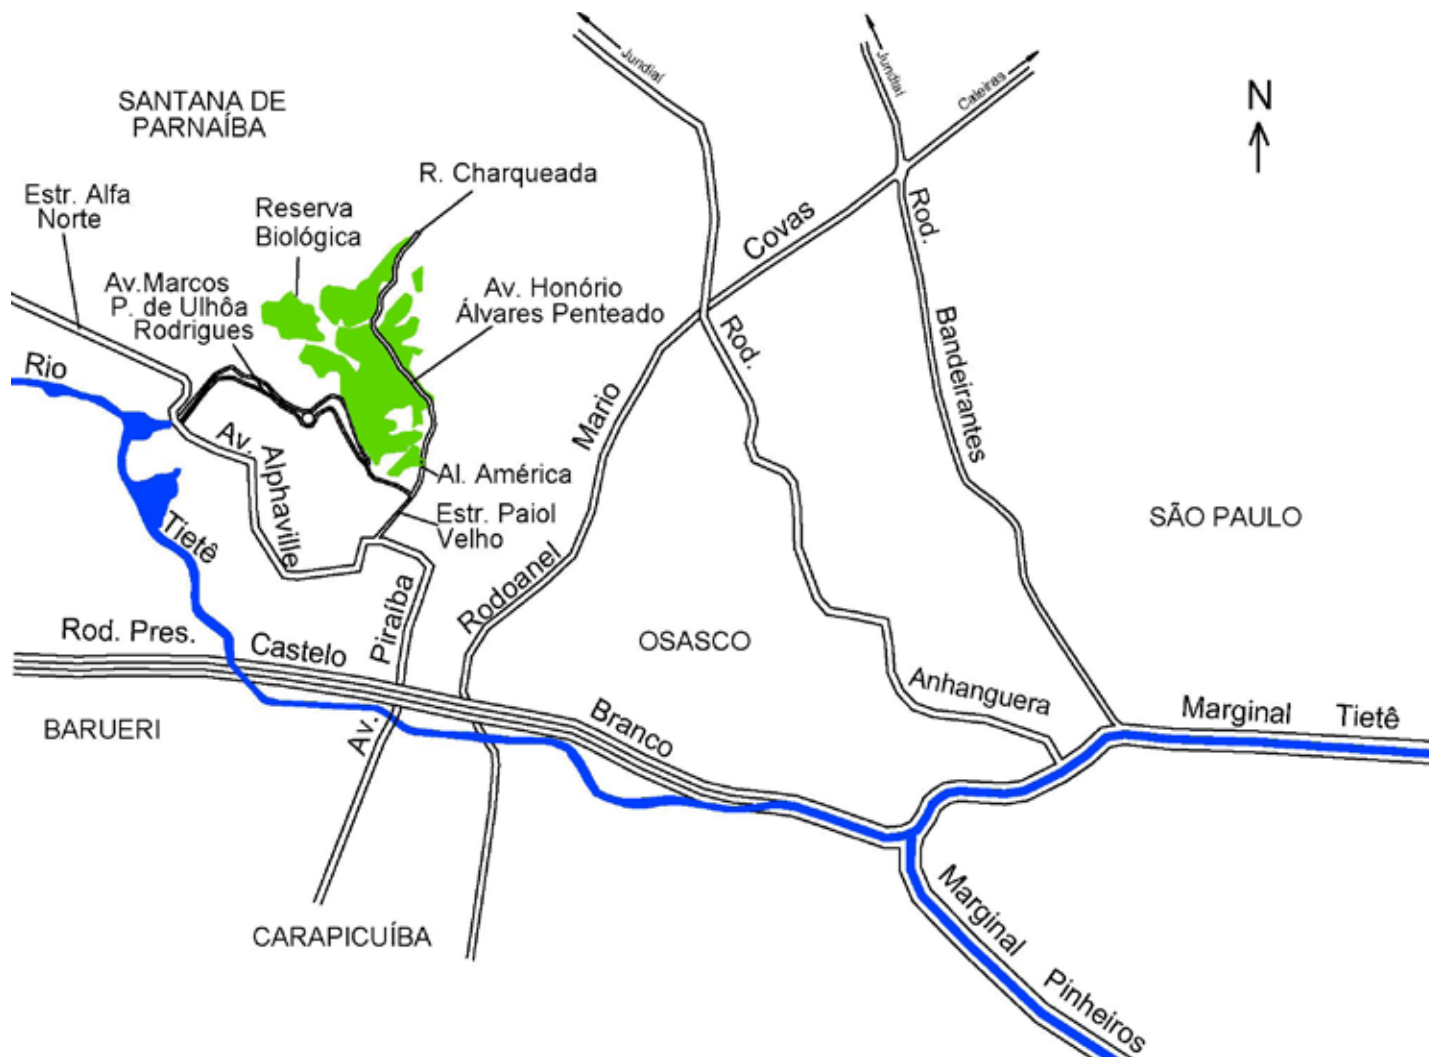 Jundiaí
Jundiaí
Caleiras
N
SANTANA DE
PARNAÍBA
R. Charqueada
Estr. Alfa
Norte
Reserva
Biológica
Covas
Rod.
Av.Marcos
P. de Ulhôa
Rodrigues
Av. Honório
Álvares Penteado
Rod.
Bandeirantes
Rio
Mario
Av.
Alphaville
Al. América
Estr. Paiol
Velho
SÃO PAULO
Tietê
Rodoanel
Piraíba
Rod. Pres.
Castelo
OSASCO
Anhanguera
Branco
Marginal
Tietê
BARUERI
Av.
CARAPICUÍBA
Marginal
Pinheiros